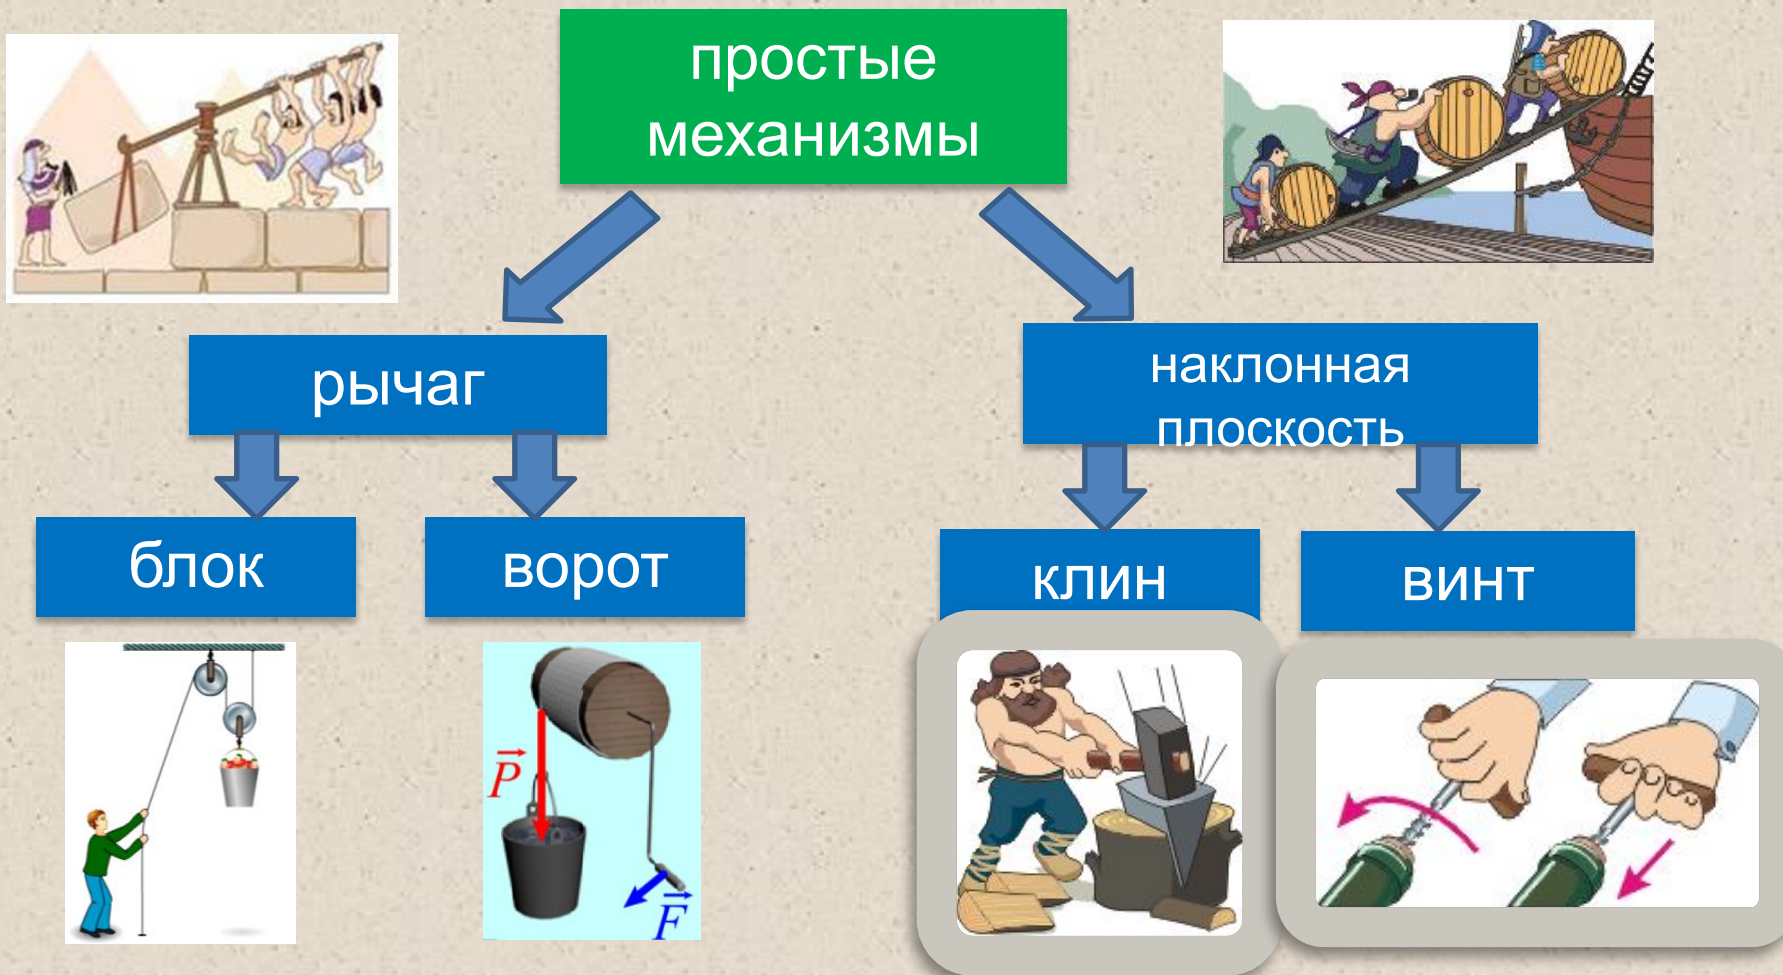 простые
механизмы
рычаг
наклонная
плоскость
блок
ворот
клин
винт
P
F